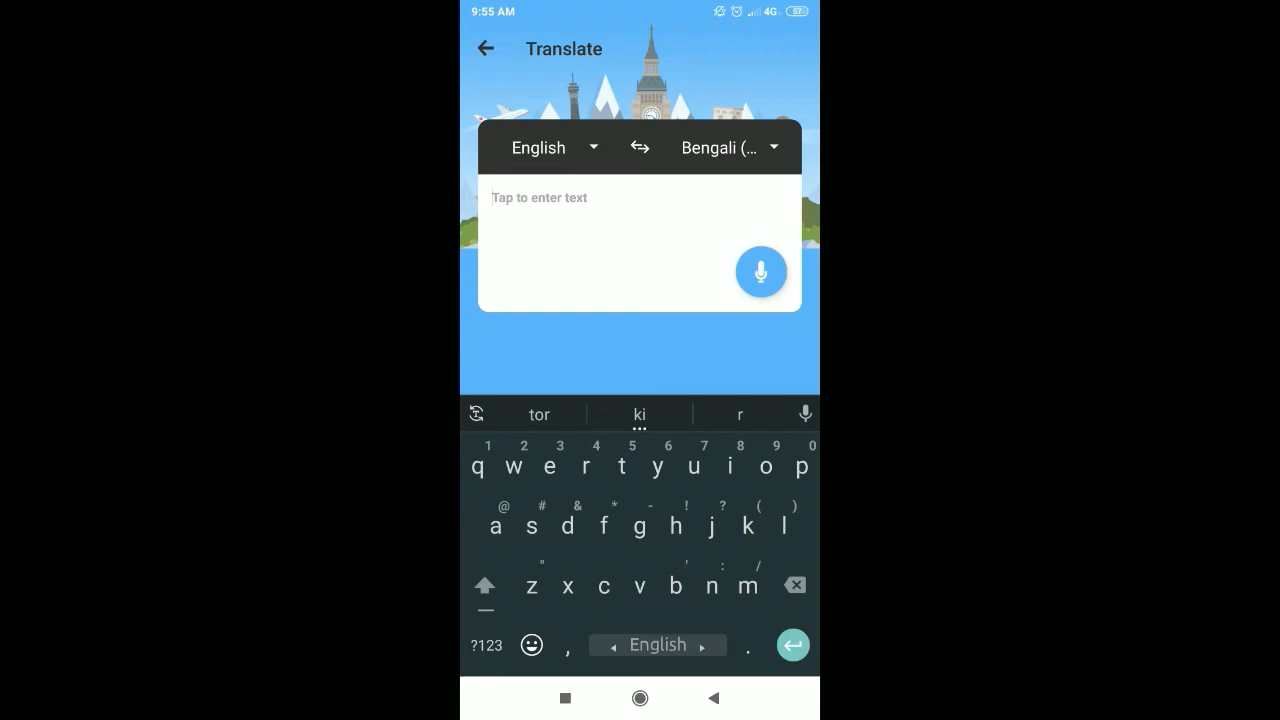 9:55 AM 4G 57
Translate
English Bengali (...
Tap to enter text
tor ki r
1 2 3 4 5 6 7 8 9 0
q w e r t y u i o p
@ # & * - ! ? ( )
a s d f g h j k l
" ' : /
z x c v b n m
?123 , English .